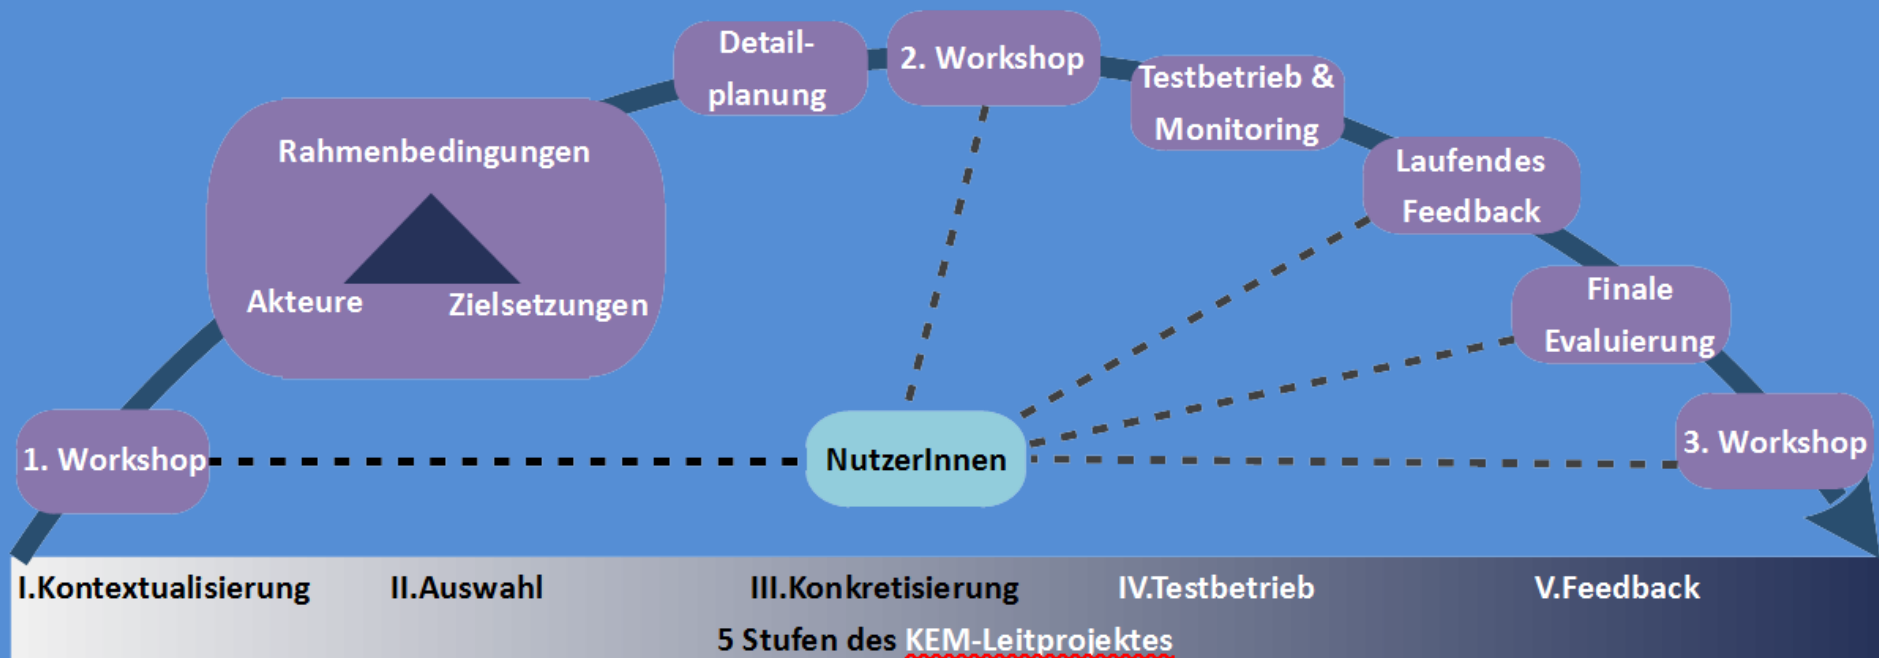 Detail-
planung
2. Workshop
Testbetrieb &
Monitoring
Rahmenbedingungen
Akteure
Zielsetzungen
Laufendes
Feedback
Finale
Evaluierung
1. Workshop
NutzerInnen
3. Workshop
I.Kontextualisierung
II.Auswahl
III.Konkretisierung
IV.Testbetrieb
V.Feedback
5 Stufen des KEM-Leitprojektes